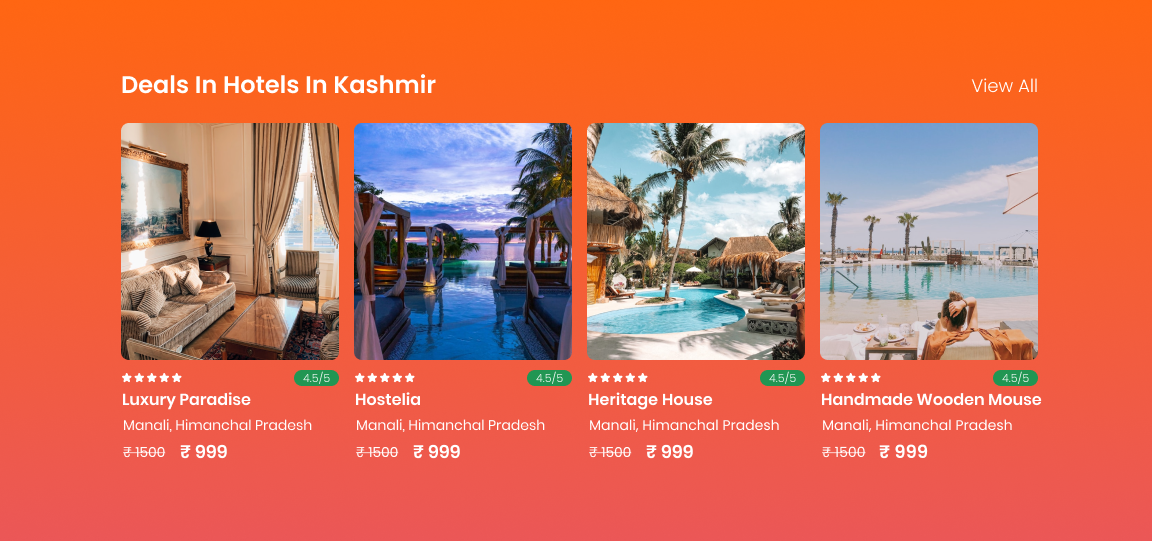 Deals In Hotels In Kashmir
View All
4.5/5
Luxury Paradise
Manali, Himanchal Pradesh
₹ 1500 ₹ 999
4.5/5
Hostelia
Manali, Himanchal Pradesh
₹ 1500 ₹ 999
4.5/5
Heritage House
Manali, Himanchal Pradesh
₹ 1500 ₹ 999
4.5/5
Handmade Wooden Mouse
Manali, Himanchal Pradesh
₹ 1500 ₹ 999